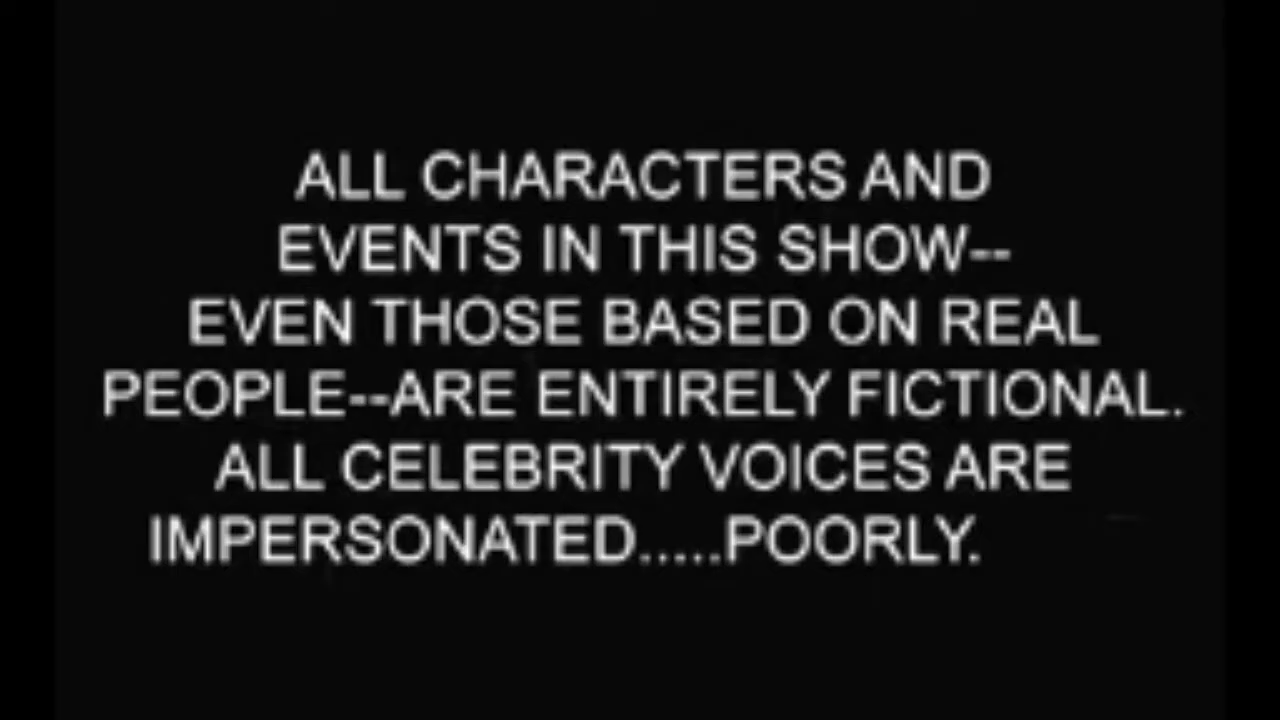 ALL CHARACTERS AND
EVENTS IN THIS SHOW--
EVEN THOSE BASED ON REAL
PEOPLE--ARE ENTIRELY FICTIONAL.
ALL CELEBRITY VOICES ARE
IMPERSONATED.....POORLY.